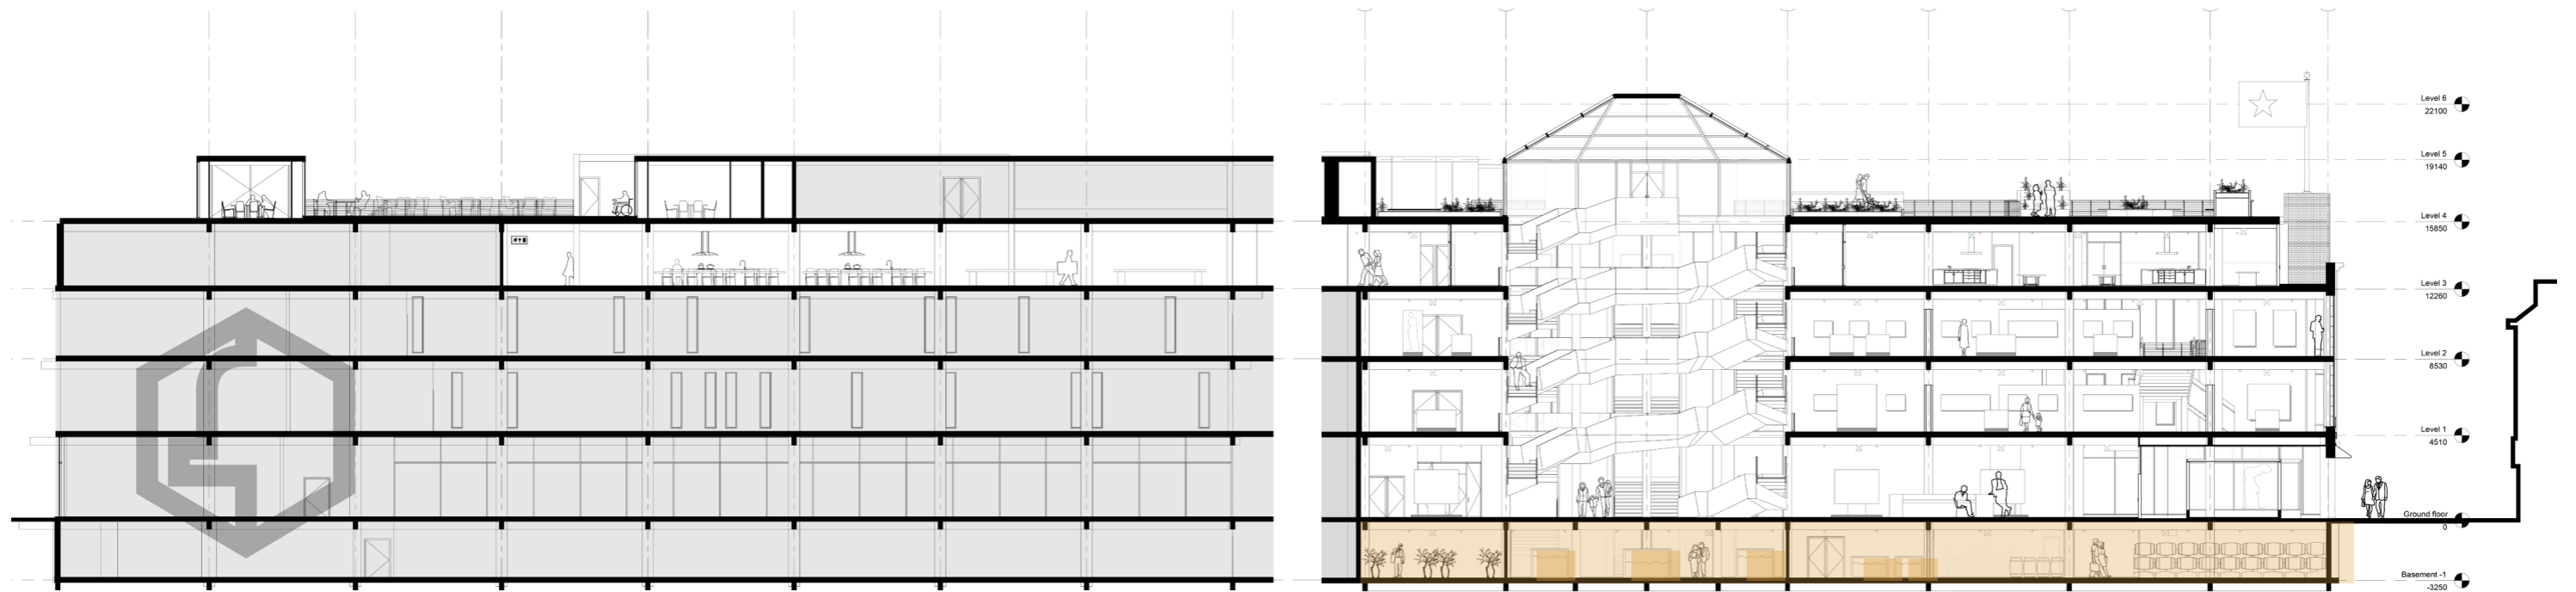 Level 6
22100
Level 5
19140
Level 4
15850
Level 3
12260
Level 2
8530
Level 1
4510
Ground floor
0
Basement -1
-3250